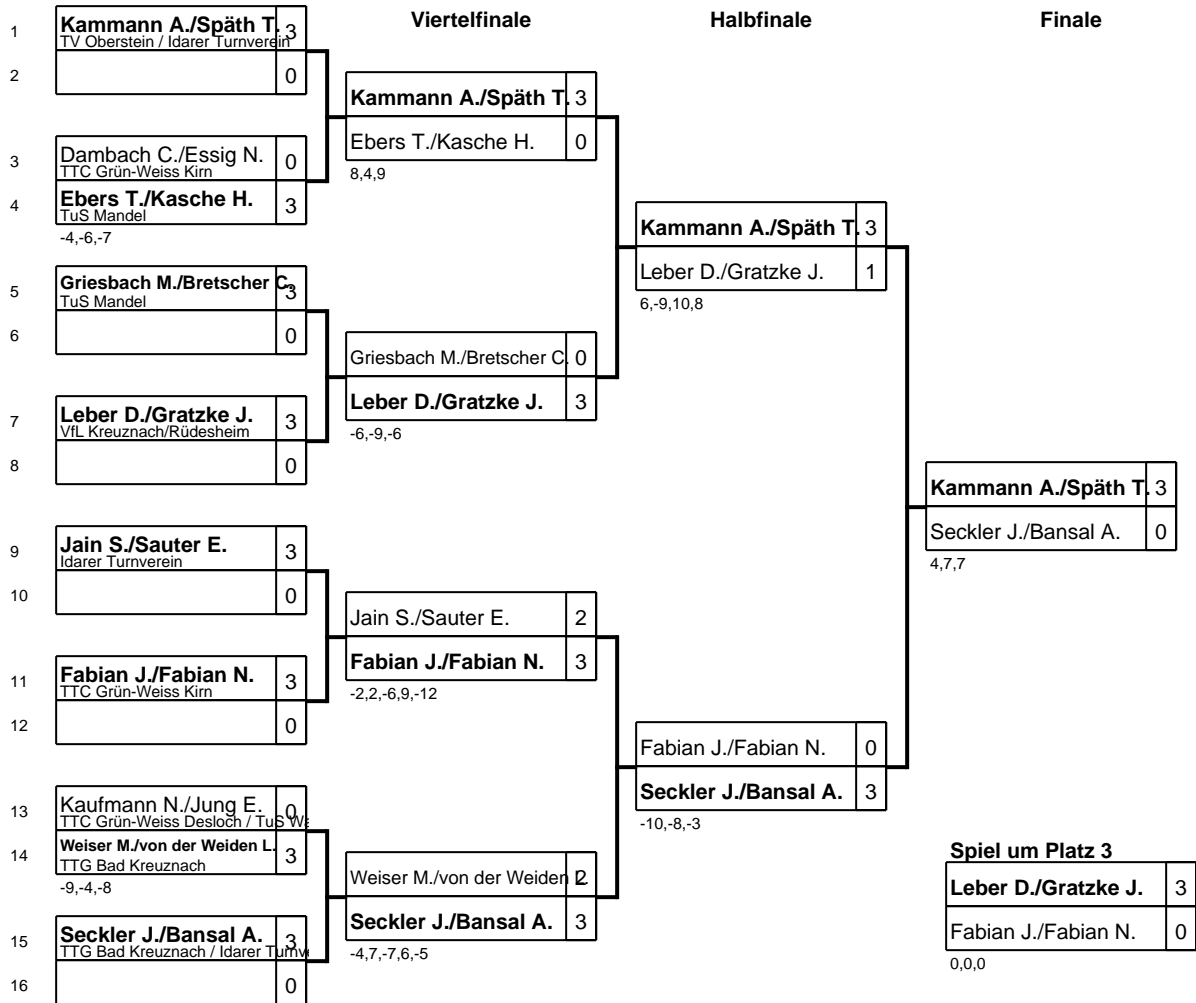 Viertelfinale
Halbfinale
Finale
1
Kammann A./Späth T. 3
TV Oberstein / Idarer Turnverein
2
0
3
Dambach C./Essig N. 0
TTC Grün-Weiss Kirn
4
Ebers T./Kasche H. 3
TuS Mandel
-4,-6,-7
5
Griesbach M./Bretscher C. 3
TuS Mandel
6
0
7
Leber D./Gratzke J. 3
VfL Kreuznach/Rüdesheim
8
0
9
Jain S./Sauter E. 3
Idarer Turnverein
10
0
11
Fabian J./Fabian N. 3
TTC Grün-Weiss Kirn
12
0
13
Kaufmann N./Jung E. 0
TTC Grün-Weiss Desloch / TuS
14
Weiser M./von der Weiden L. 3
TTG Bad Kreuznach
-9,-4,-8
15
Seckler J./Bansal A. 3
TTG Bad Kreuznach / Idarer
16
0
Kammann A./Späth T. 3
Ebers T./Kasche H. 0
8,4,9
Griesbach M./Bretscher C. 0
Leber D./Gratzke J. 3
-6,-9,-6
Jain S./Sauter E. 2
Fabian J./Fabian N. 3
-2,2,-6,9,-12
Weiser M./von der Weiden L. 2
Seckler J./Bansal A. 3
-4,7,-7,6,-5
Kammann A./Späth T. 3
Leber D./Gratzke J. 1
6,-9,10,8
Fabian J./Fabian N. 0
Seckler J./Bansal A. 3
-10,-8,-3
Kammann A./Späth T. 3
Seckler J./Bansal A. 0
4,7,7
Spiel um Platz 3
Leber D./Gratzke J. 3
Fabian J./Fabian N. 0
0,0,0